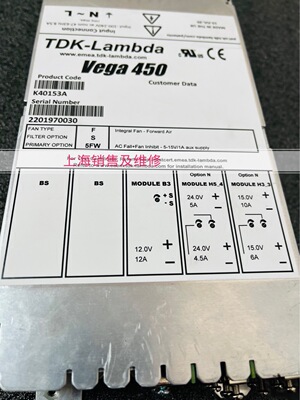 N~L
Input Connection
TDK-Lambda
www.emea.tdk-lambda.com
Vega 450
Product Code
Customer Data
K40153A
Serial Number
2201970030
FAN TYPE F Integral Fan - Forward Air
FILTER OPTION S
PRIMARY OPTION 5FW AC Fail+Fan Inhibit - 5-15V/1A aux supply
上海销售及维修
BS BS MODULE B3 Option N MODULE H5_4 Option N MODULE H3_3
+ S
- S
24.0V 5A 15.0V 10A
12.0V 12A + - 24.0V 4.5A + - 15.0V 6A + -